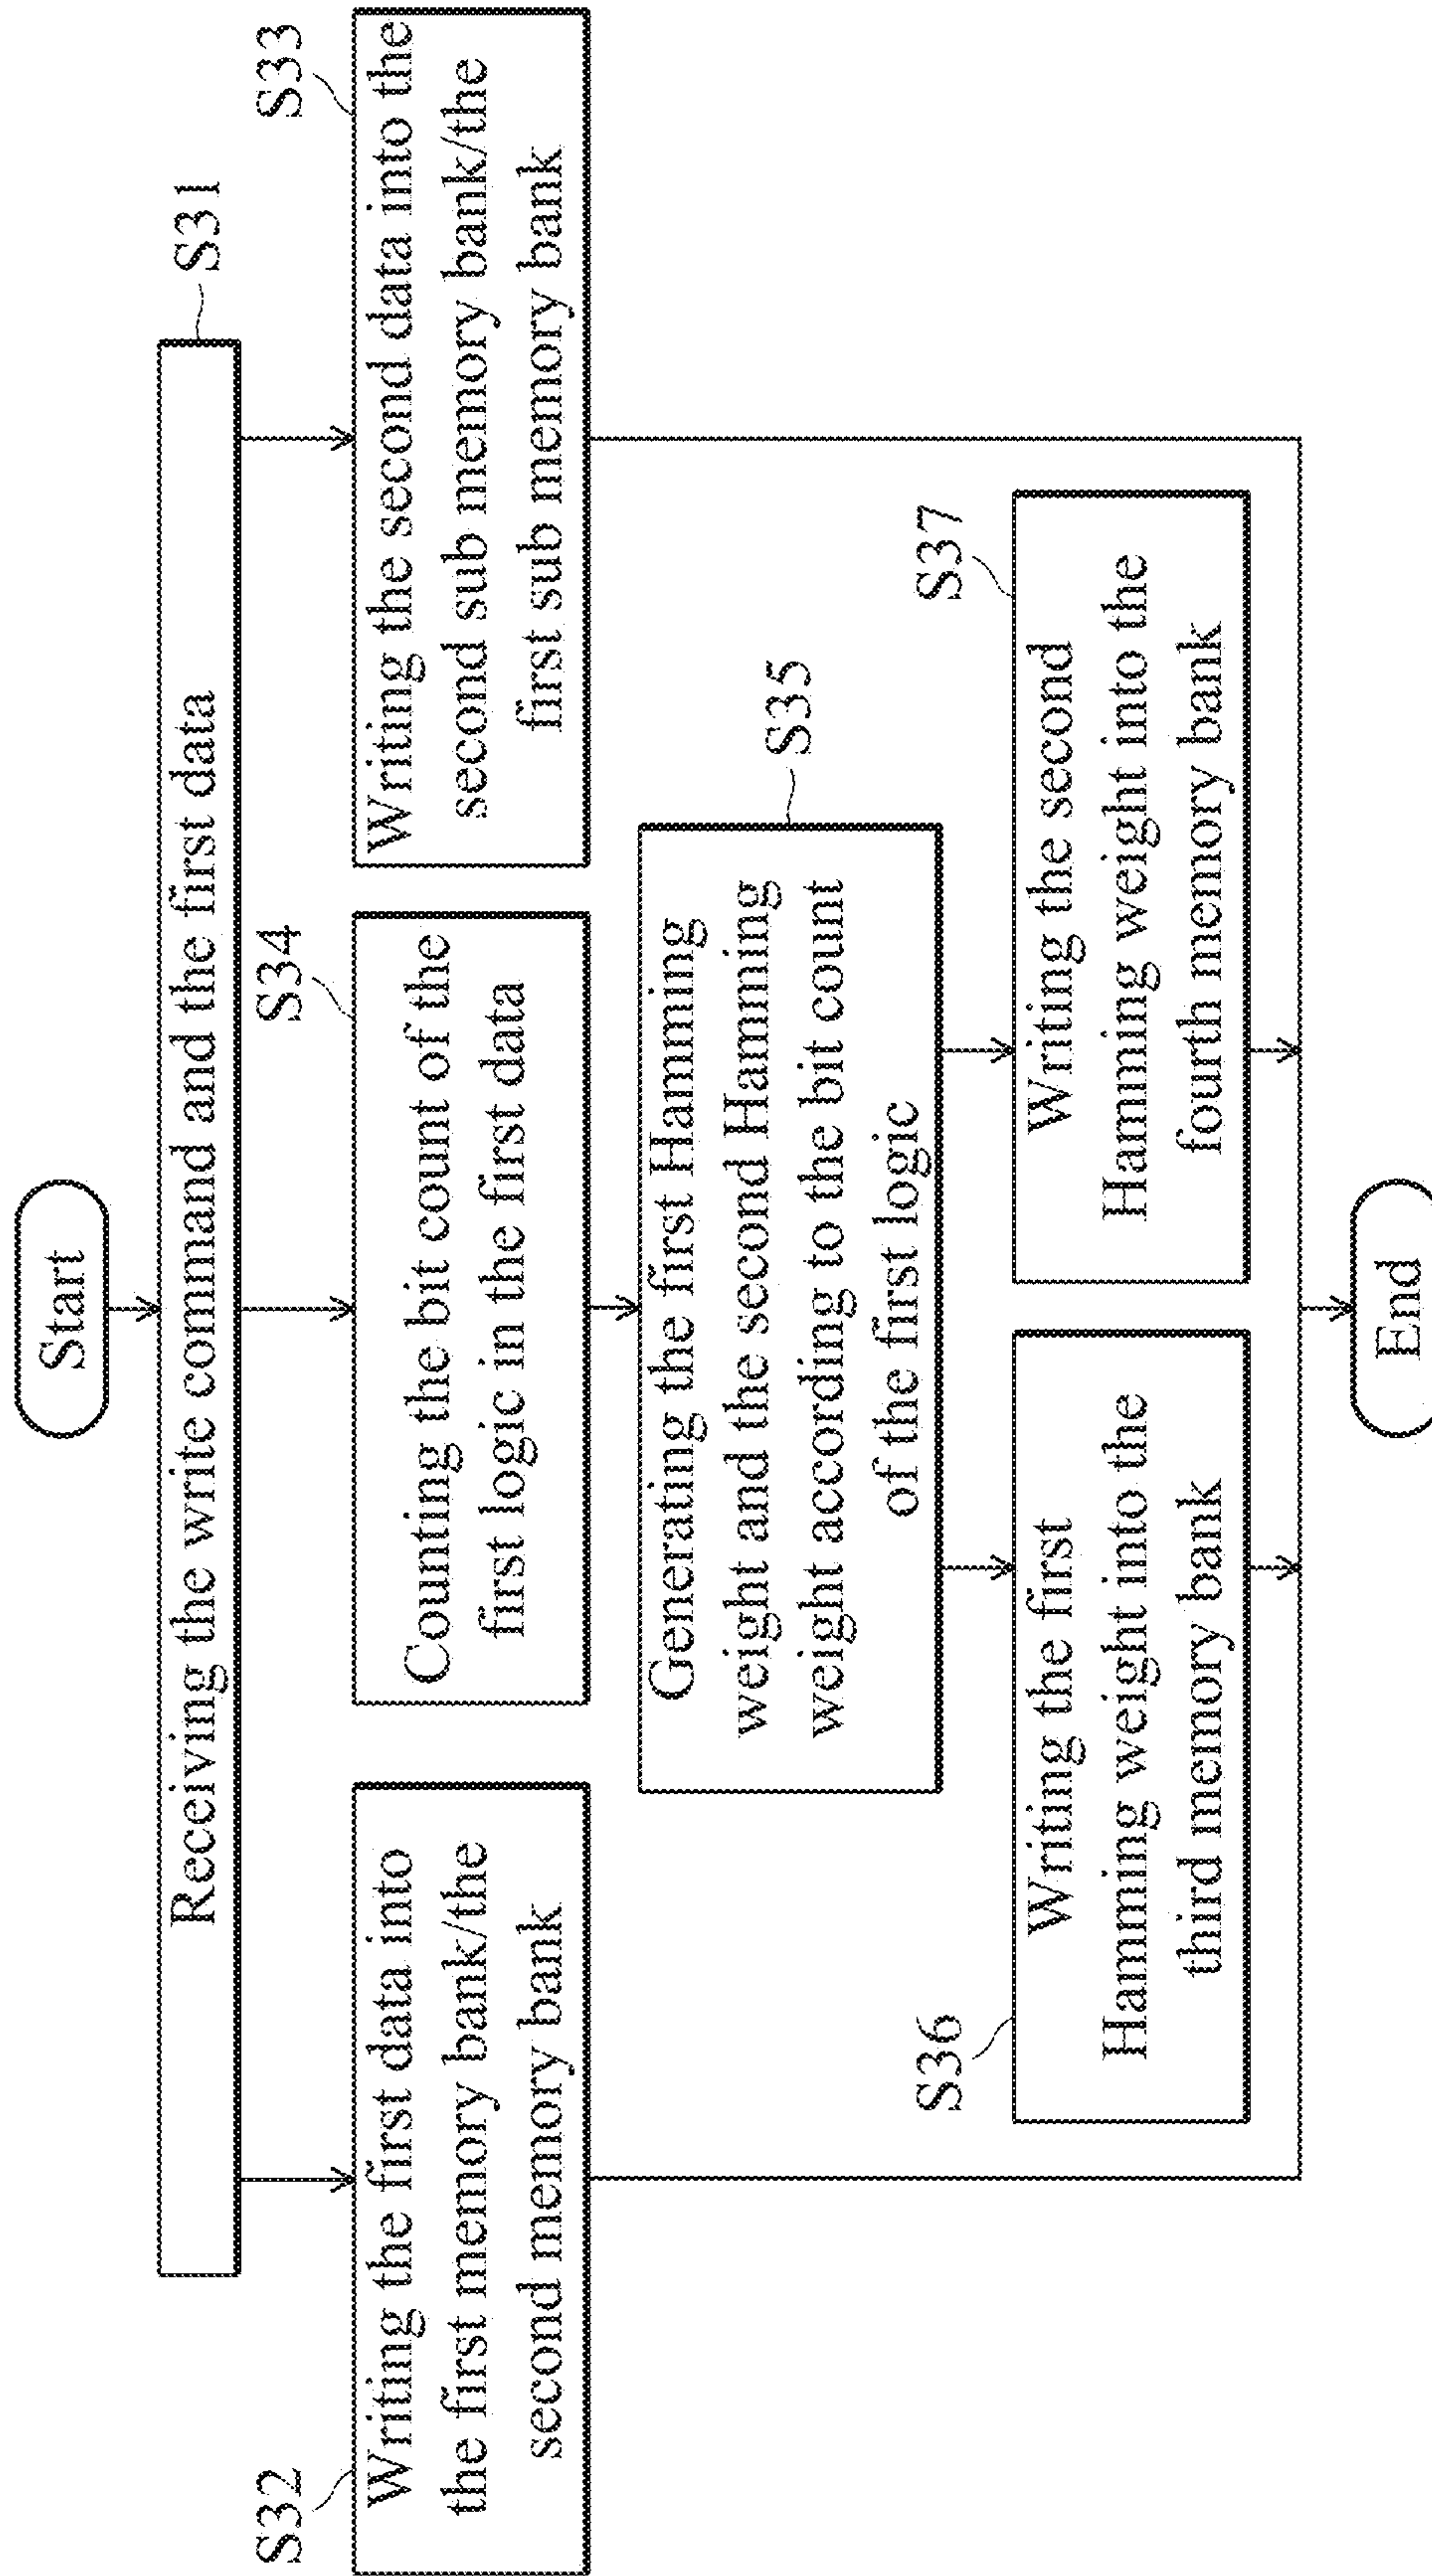 Start
Receiving the write command and the first data
S31
S32
Writing the first data into
the first memory bank/the
second memory bank
S34
Counting the bit count of the
first logic in the first data
S33
Writing the second data into the
second sub memory bank/the
first sub memory bank
S35
Generating the first Hamming
weight and the second Hamming
weight according to the bit count
of the first logic
S36
Writing the first
Hamming weight into the
third memory bank
S37
Writing the second
Hamming weight into the
fourth memory bank
End